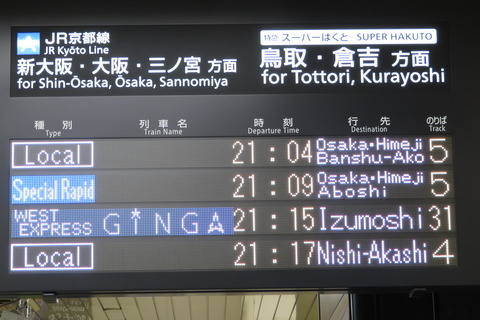 A JR京都線
JR Kyōto Line
新大阪・大阪・三ノ宮 方面
for Shin-Ōsaka, Ōsaka, Sannomiya
特急 スーパーはくと SUPER HAKUTO
鳥取・倉吉 方面
for Tottori, Kurayoshi
種別 列車名 時刻 行先 のりば
Type Train Name Departure Time Destination Track
Local 21:04 Osaka・Himeji Banshu-Ako 5
Special Rapid 21:09 Osaka・Himeji Aboshi 5
WEST EXPRESS GINGA 21:15 Izumoshi 31
Local 21:17 Nishi-Akashi 4